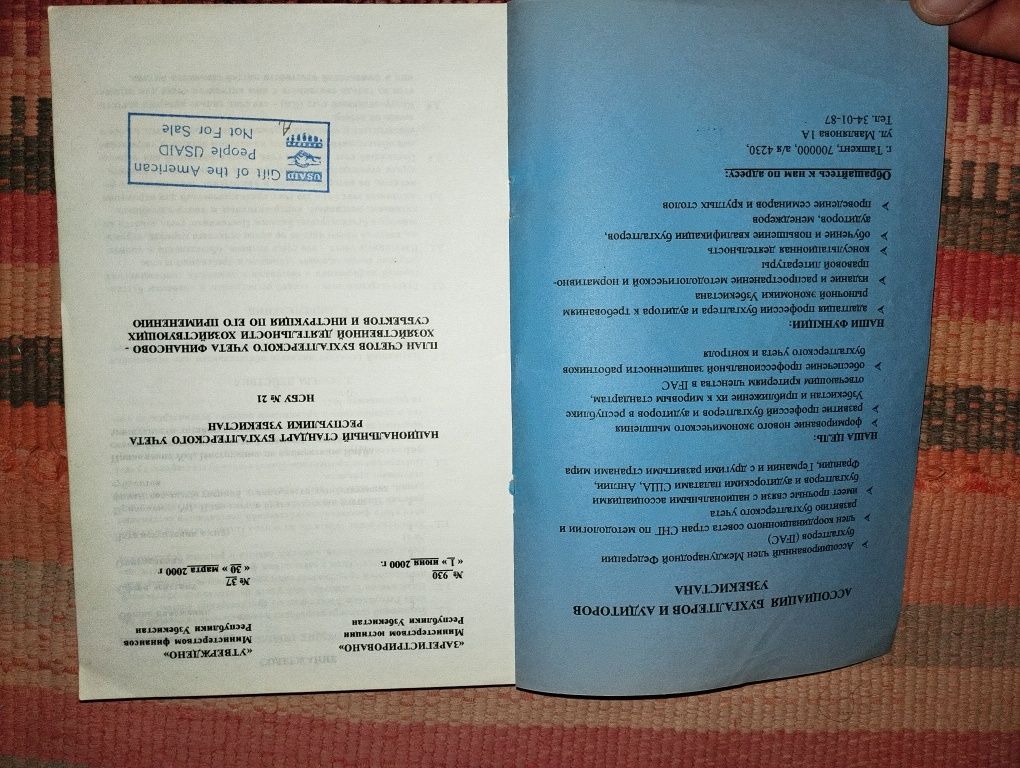 АССОЦИАЦИЯ БУХГАЛТЕРОВ И АУДИТОРОВ
УЗБЕКИСТАНА
➢ Ассоциированный член Международной Федерации
бухгалтеров (IFAC)
➢ член координационного совета стран СНГ по методологии и
развитию бухгалтерского учета
➢ имеет прочные связи с национальными ассоциациями
бухгалтеров и аудиторскими палатами США, Англии,
Франции, Германии и с другими развитыми странами мира
НАША ЦЕЛЬ:
➢ формирование нового экономического мышления
➢ развитие профессий бухгалтеров и аудиторов в республике
Узбекистан и приближение их к мировым стандартам,
отвечающим критериям членства в IFAC
➢ обеспечение профессиональной защищенности работников
бухгалтерского учета и контроля
НАШИ ФУНКЦИИ:
➢ адаптация профессии бухгалтера и аудитора к требованиям
рыночной экономики Узбекистана
➢ издание и распространение методологической и нормативно-
правовой литературы
➢ консультационная деятельность
➢ обучение и повышение квалификации бухгалтеров,
аудиторов, менеджеров
➢ проведение семинаров и круглых столов
Обращайтесь к нам по адресу:
г. Ташкент, 700000, а/я 4230,
ул. Мавлянова 1А
Тел. 34-01-87
«ЗАРЕГИСТРИРОВАНО»
Министерством юстиции
Республики Узбекистан
№ 930
« 1» июня 2000 г.
«УТВЕРЖДЕНО»
Министерством финансов
Республики Узбекистан
№ 37
« 30 » марта 2000 г
НАЦИОНАЛЬНЫЙ СТАНДАРТ БУХГАЛТЕРСКОГО УЧЕТА
РЕСПУБЛИКИ УЗБЕКИСТАН
НСБУ № 21
ПЛАН СЧЕТОВ БУХГАЛТЕРСКОГО УЧЕТА ФИНАНСОВО -
ХОЗЯЙСТВЕННОЙ ДЕЯТЕЛЬНОСТИ ХОЗЯЙСТВУЮЩИХ
СУБЪЕКТОВ И ИНСТРУКЦИЯ ПО ЕГО ПРИМЕНЕНИЮ
USAID Gift of the American
People USAID
Not For Sale